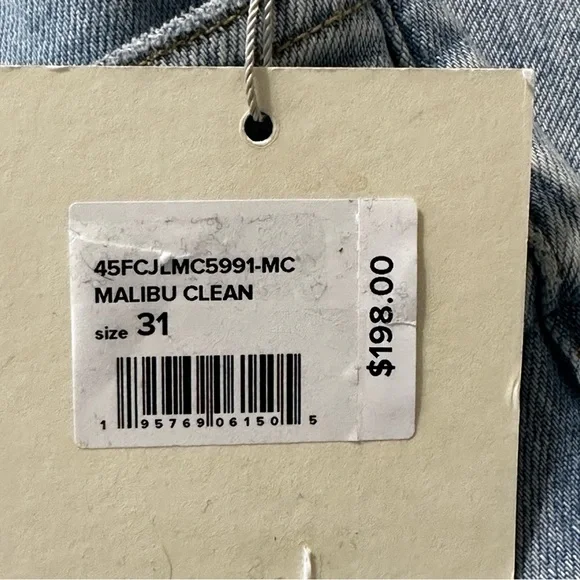 45FCJLMC5991-MC
MALIBU CLEAN
size 31
1 95769 06150 5
$198.00